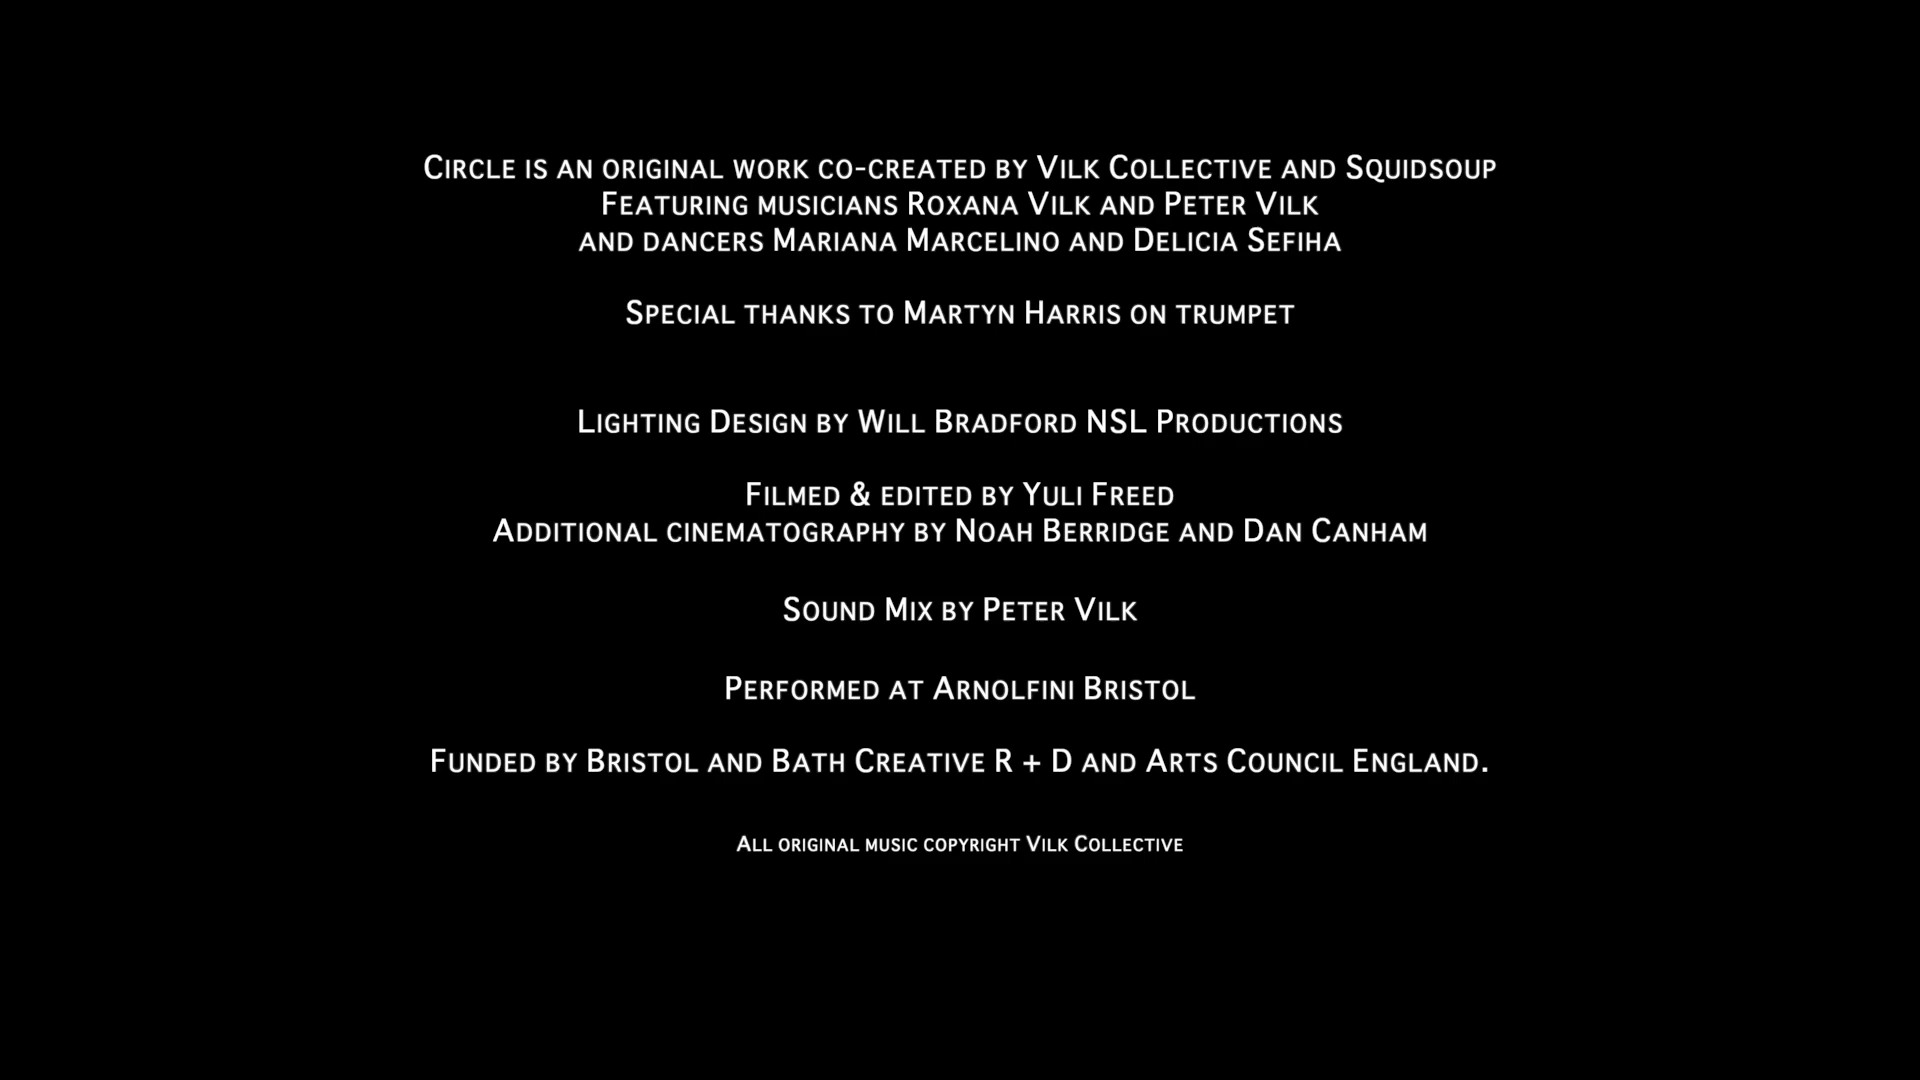 Circle is an original work co-created by Vilk Collective and Squidsoup
Featuring musicians Roxana Vilk and Peter Vilk
and dancers Mariana Marcelino and Delicia Sefiha
Special thanks to Martyn Harris on trumpet
Lighting Design by Will Bradford NSL Productions
Filmed & edited by Yuli Freed
Additional cinematography by Noah Berridge and Dan Canham
Sound Mix by Peter Vilk
Performed at Arnolfini Bristol
Funded by Bristol and Bath Creative R + D and Arts Council England.
All original music copyright Vilk Collective